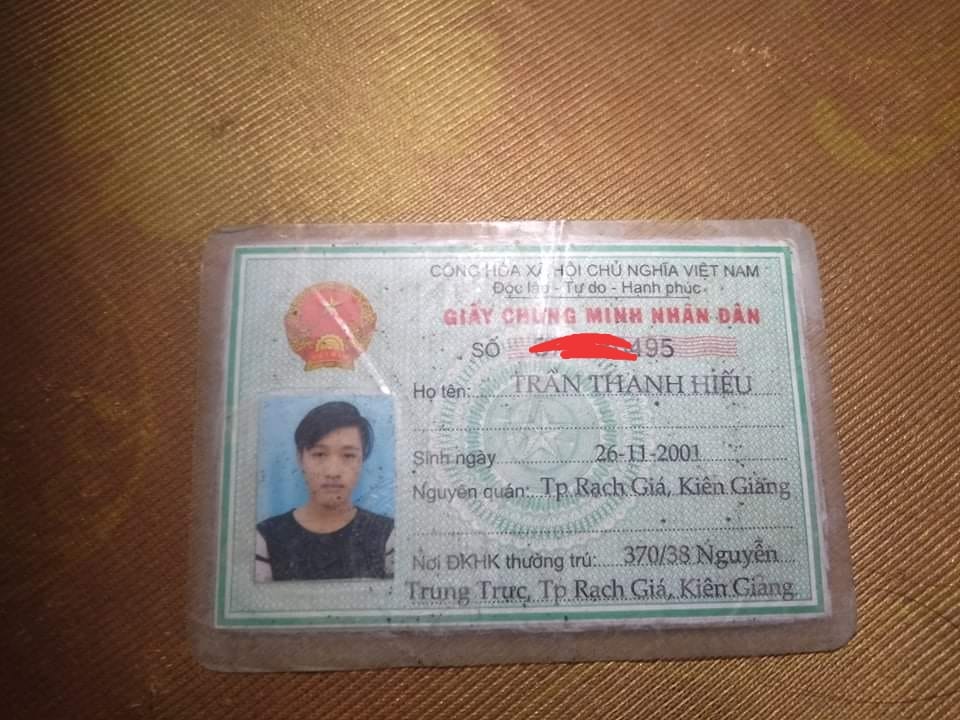 CỘNG HÒA XÃ HỘI CHỦ NGHĨA VIỆT NAM
Độc lập - Tự do - Hạnh phúc
GIẤY CHỨNG MINH NHÂN DÂN
SỐ 495
Họ tên: TRẦN THANH HIẾU
Sinh ngày 26-11-2001
Nguyên quán: Tp Rạch Giá, Kiên Giang
Nơi ĐKHK thường trú: 370/38 Nguyễn
Trung Trực, Tp Rạch Giá, Kiên Giang